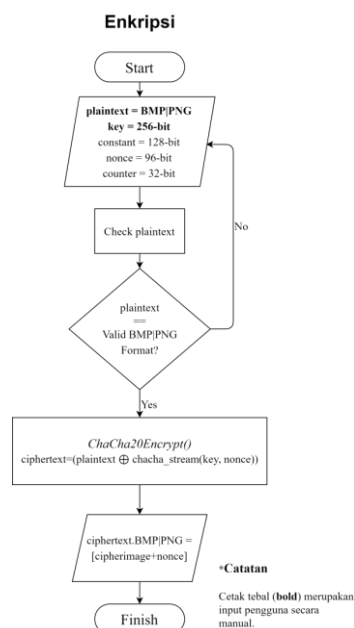 Enkripsi
Start
plaintext = BMP|PNG
key = 256-bit
constant = 128-bit
nonce = 96-bit
counter = 32-bit
Check plaintext
No
plaintext
==
Valid BMP|PNG
Format?
Yes
ChaCha20Encrypt()
ciphertext=(plaintext ⊕ chacha_stream(key, nonce))
ciphertext.BMP|PNG =
[cipherimage+nonce]
*Catatan
Cetak tebal (bold) merupakan
input pengguna secara
manual.
Finish